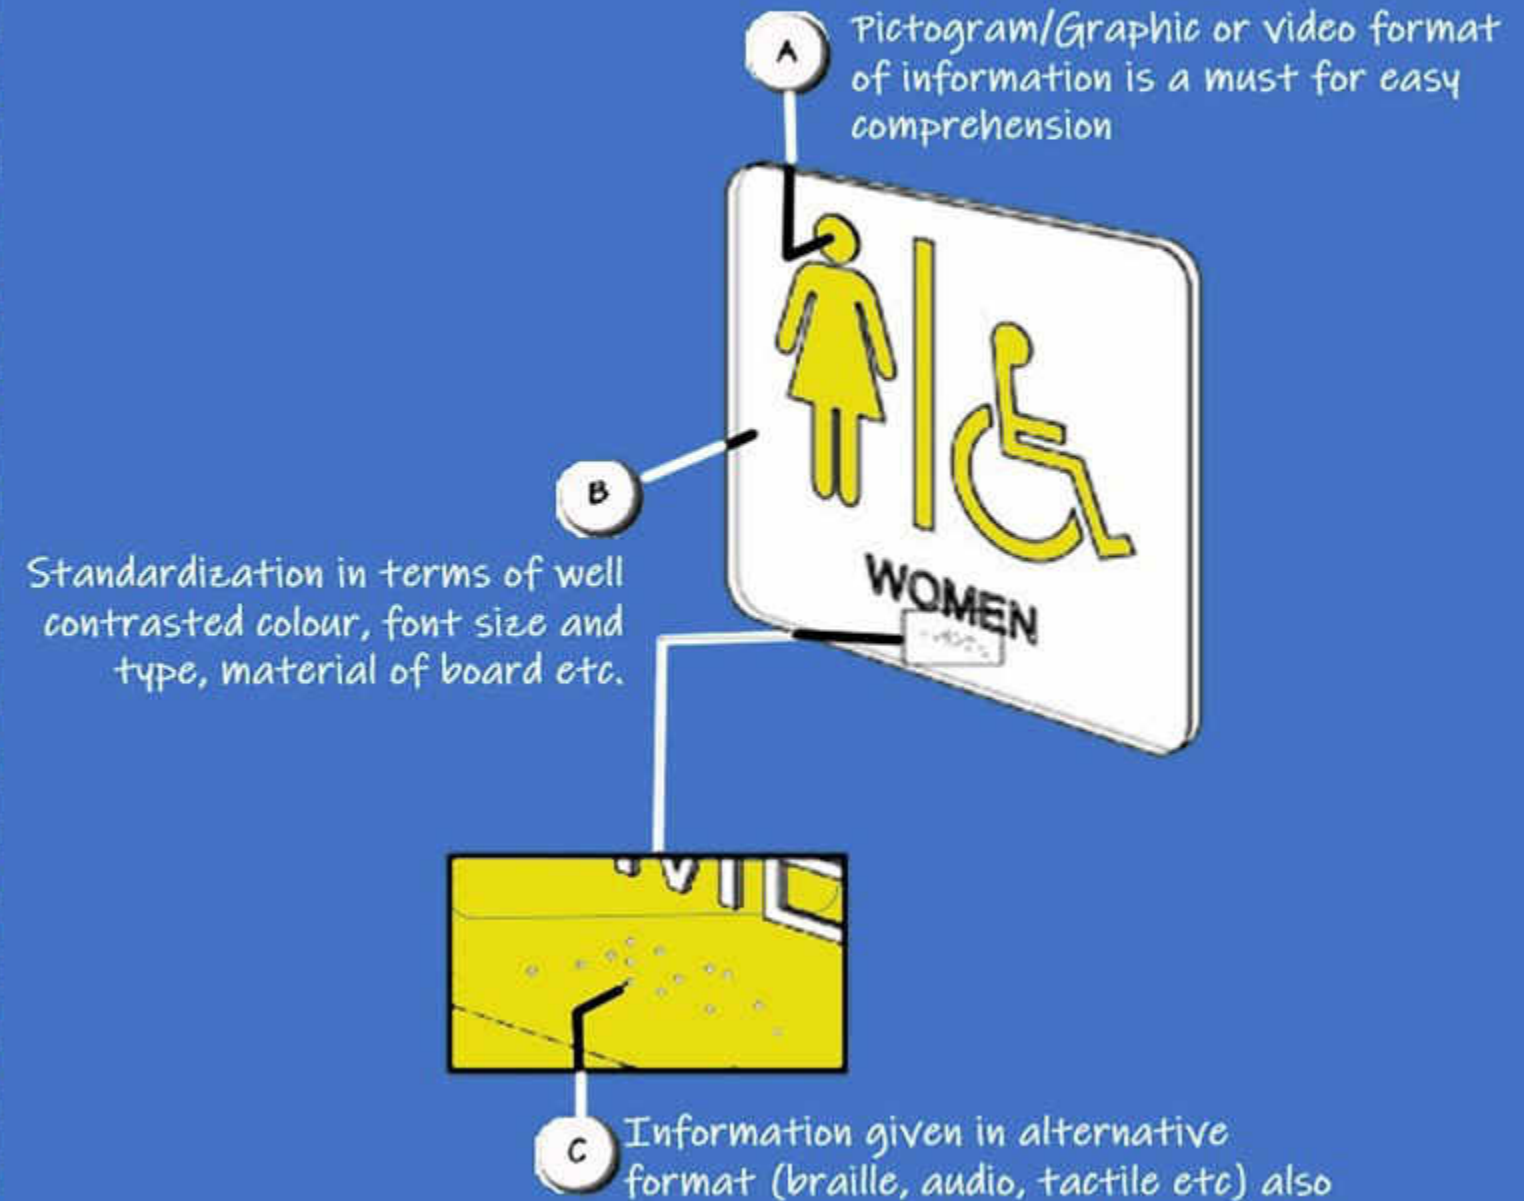 A
Pictogram/Graphic or video format
of information is a must for easy
comprehension
B
Standardization in terms of well
contrasted colour, font size and
type, material of board etc.
WOMEN
ME
C
Information given in alternative
format (braille, audio, tactile etc) also